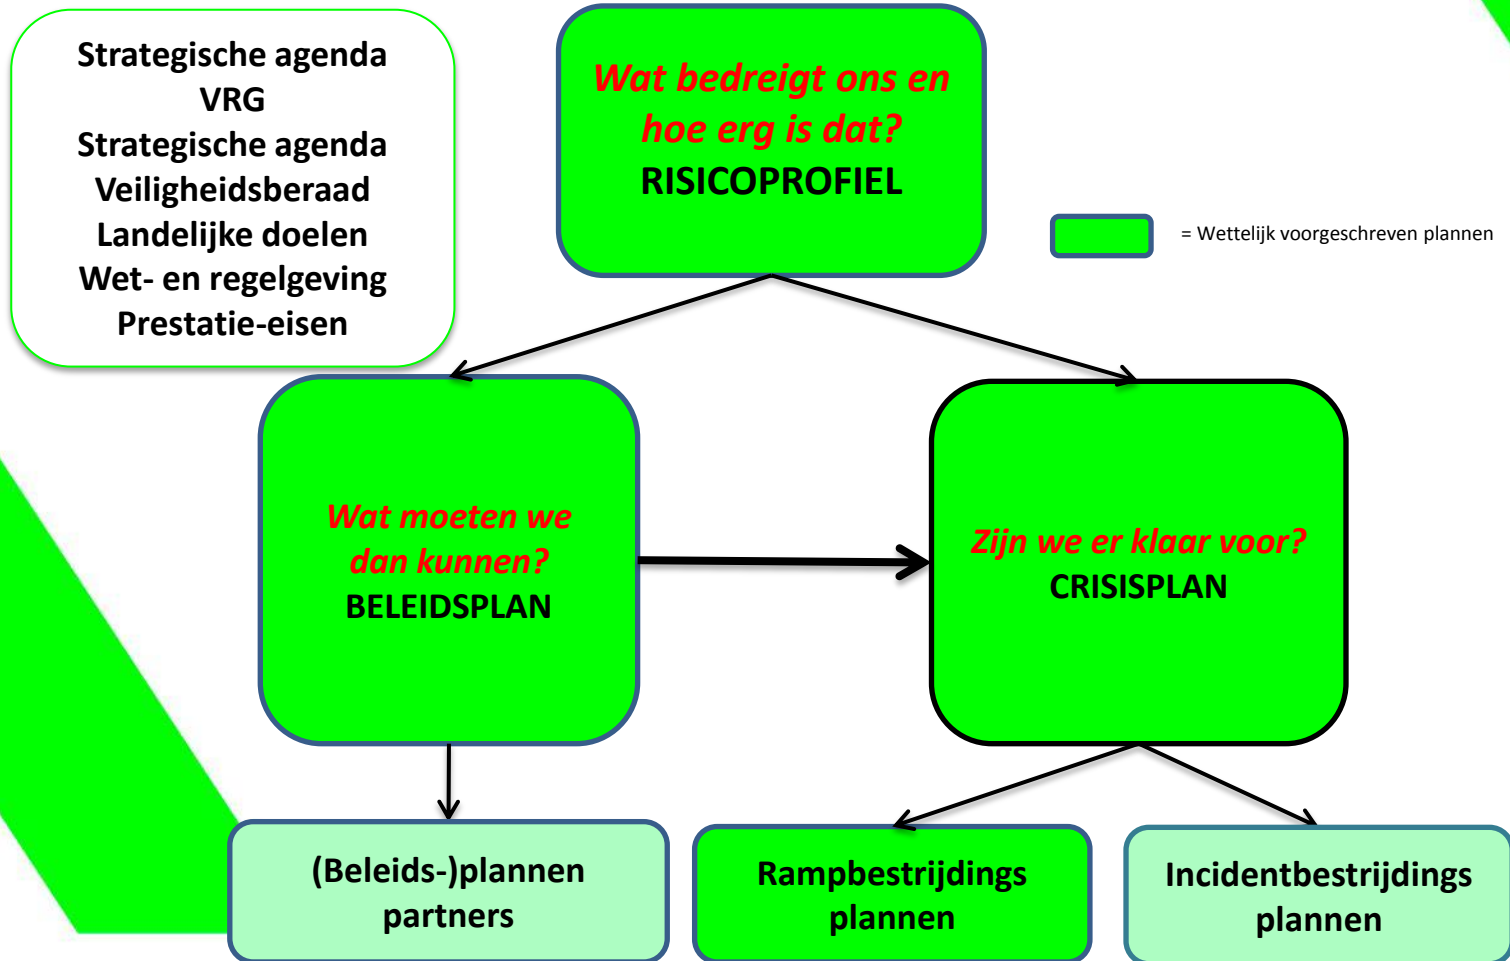 Strategische agenda
VRG
Strategische agenda
Veiligheidsberaad
Landelijke doelen
Wet- en regelgeving
Prestatie-eisen
Wat bedreigt ons en
hoe erg is dat?
RISICOPROFIEL
= Wettelijk voorgeschreven plannen
Wat moeten we
dan kunnen?
BELEIDSPLAN
Zijn we er klaar voor?
CRISISPLAN
(Beleids-)plannen
partners
Rampbestrijdings
plannen
Incidentbestrijdings
plannen